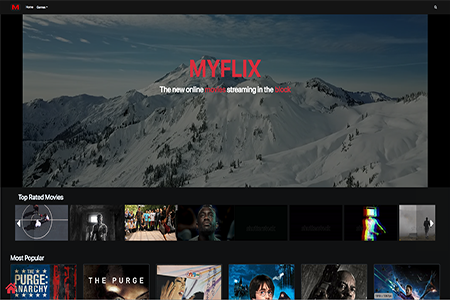 M
Home Genres
MYFLIX
The new online movies streaming in the block
Top Rated Movies
Most Popular
THE
PURGE:
ANARCHY
THE PURGE